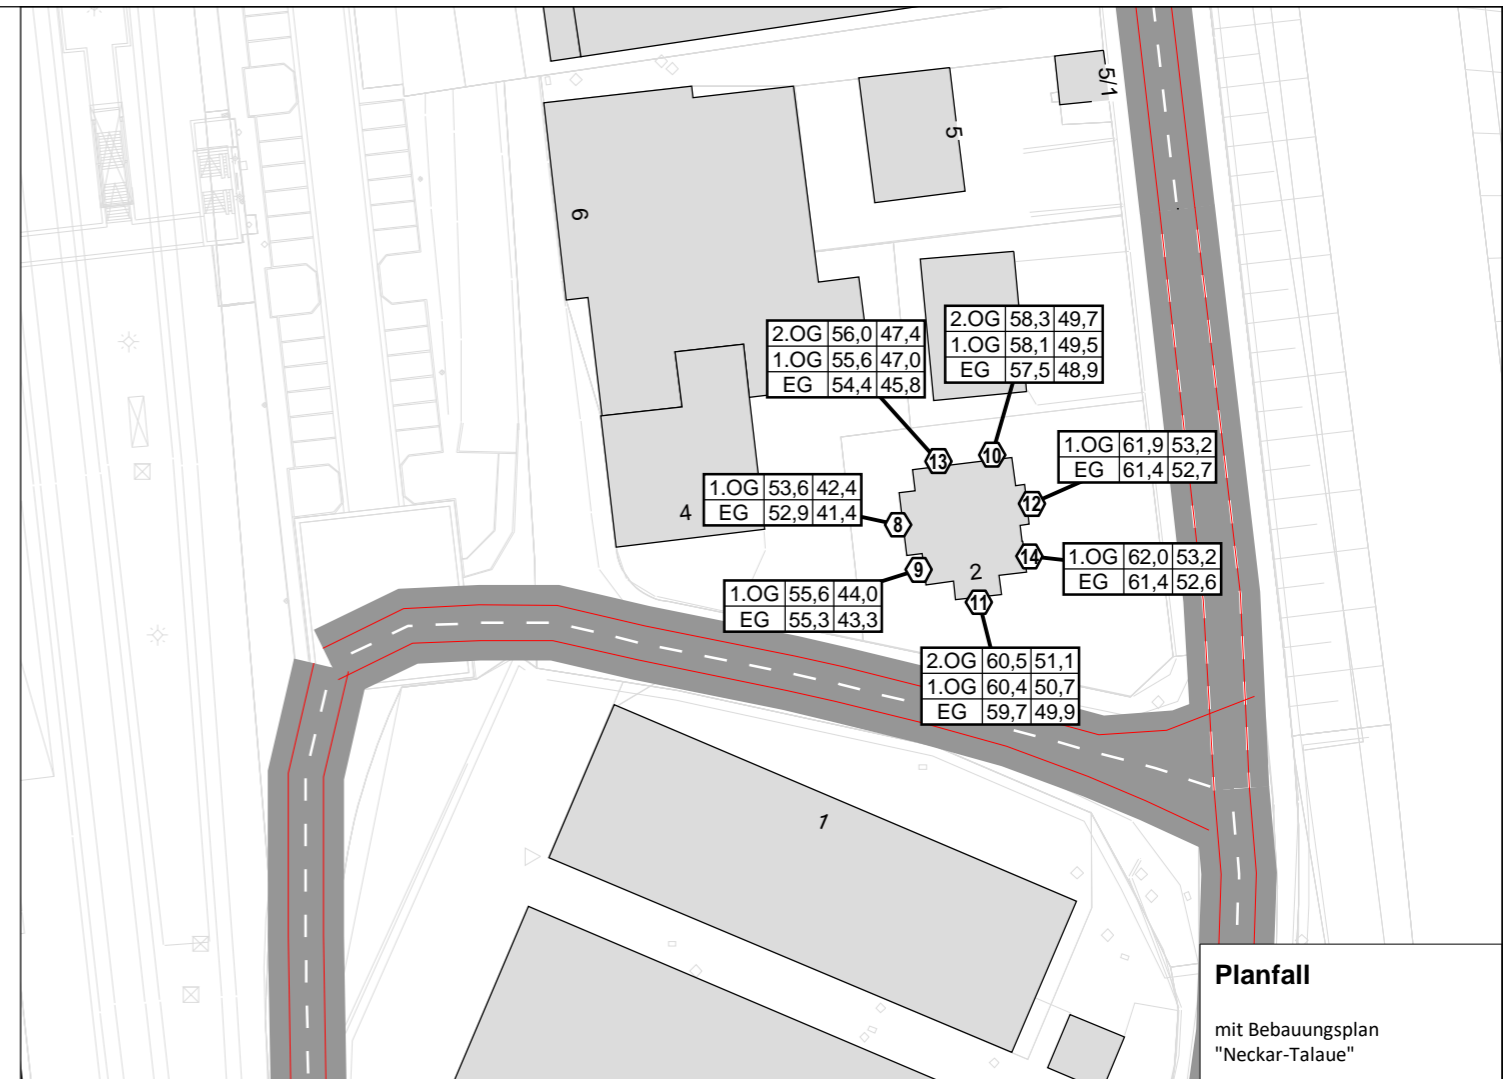 5/1
5
6
2.OG 56,0 47,4
1.OG 55,6 47,0
EG 54,4 45,8
2.OG 58,3 49,7
1.OG 58,1 49,5
EG 57,5 48,9
13
10
1.OG 61,9 53,2
EG 61,4 52,7
12
1.OG 53,6 42,4
EG 52,9 41,4
4
8
14
1.OG 62,0 53,2
EG 61,4 52,6
9
2
1.OG 55,6 44,0
EG 55,3 43,3
11
2.OG 60,5 51,1
1.OG 60,4 50,7
EG 59,7 49,9
1
Planfall
mit Bebauungsplan
"Neckar-Talaue"